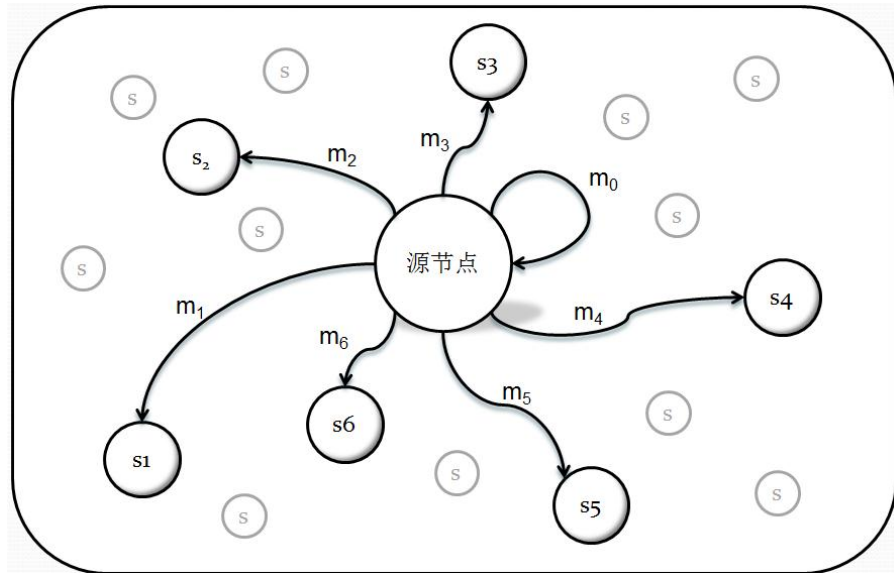 s
s
s3
s
s
s₂
m₂
m₃
m₀
s
s
s
源节点
m₁
m₆
m₄
s4
m₅
s6
s
s1
s
s5
s
s